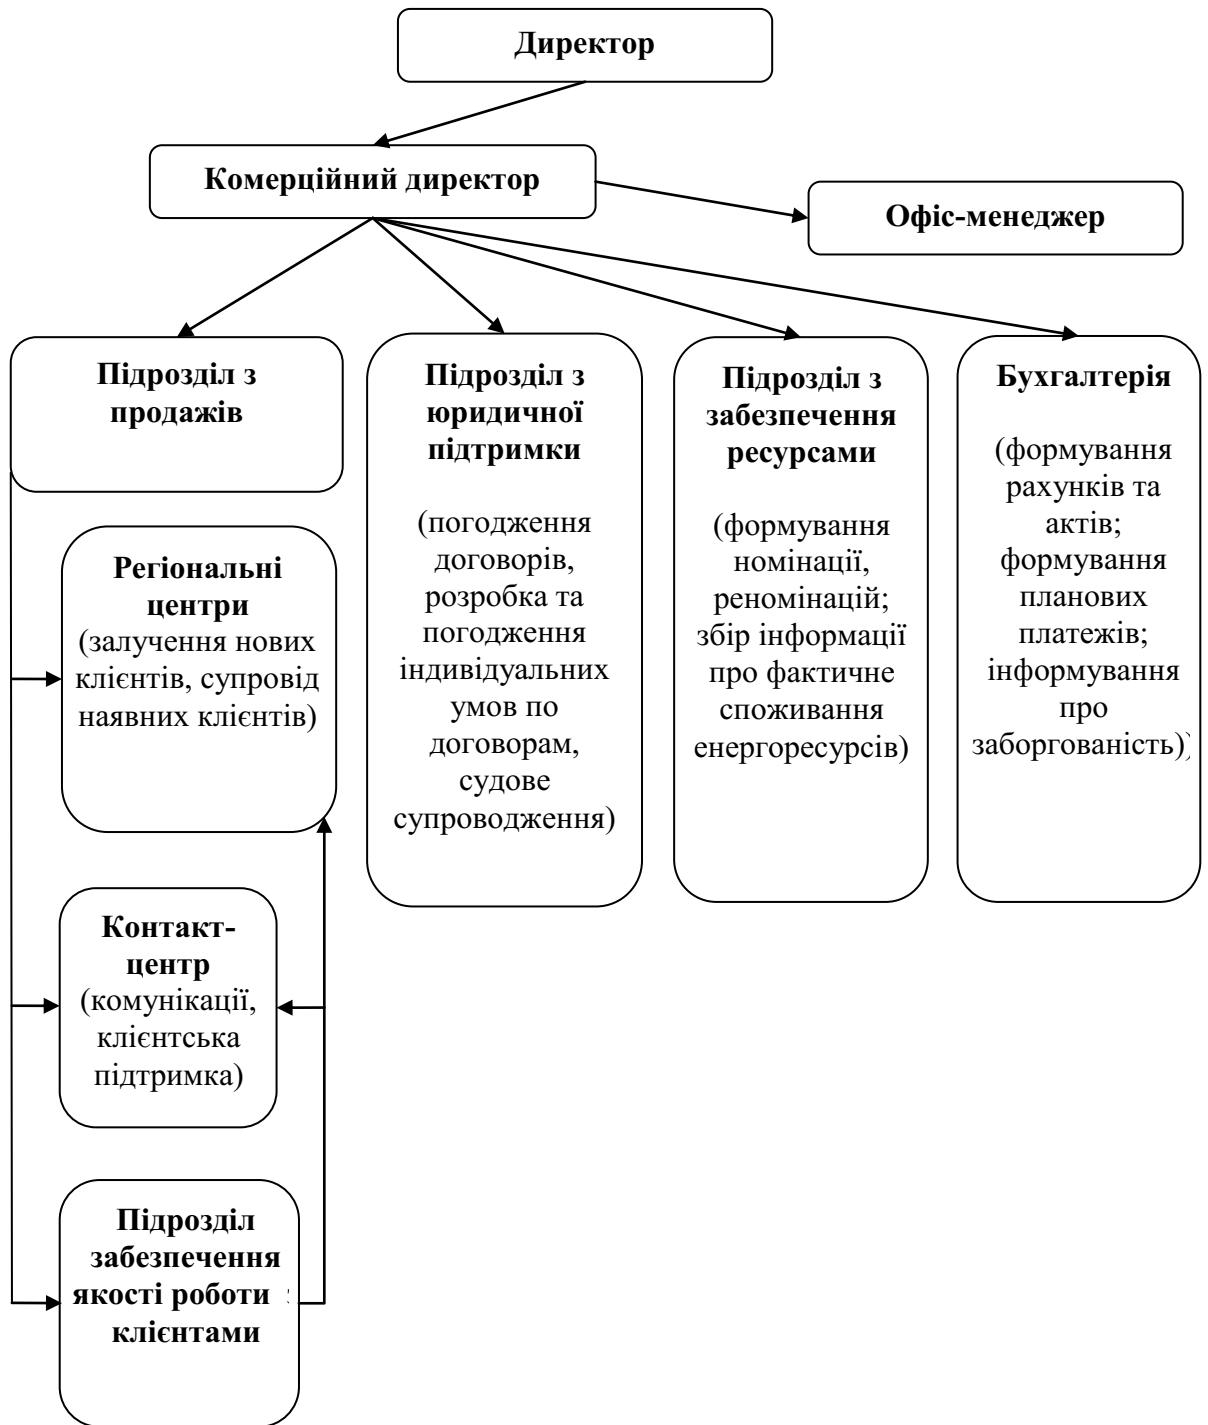 Директор
Комерційний директор
Офіс-менеджер
Підрозділ з
продажів
Підрозділ з
юридичної
підтримки
(погодження
договорів,
розробка та
погодження
індивідуальних
умов по
договорам,
судове
супроводження)
Підрозділ з
забезпечення
ресурсами
(формування
номінації,
реномінацій;
збір інформації
про фактичне
споживання
енергоресурсів)
Бухгалтерія
(формування
рахунків та
актів;
формування
планових
платежів;
інформування
про
заборгованість))
Регіональні
центри
(залучення нових
клієнтів, супровід
наявних клієнтів)
Контакт-
центр
(комунікації,
клієнтська
підтримка)
Підрозділ
забезпечення
якості роботи
клієнтами